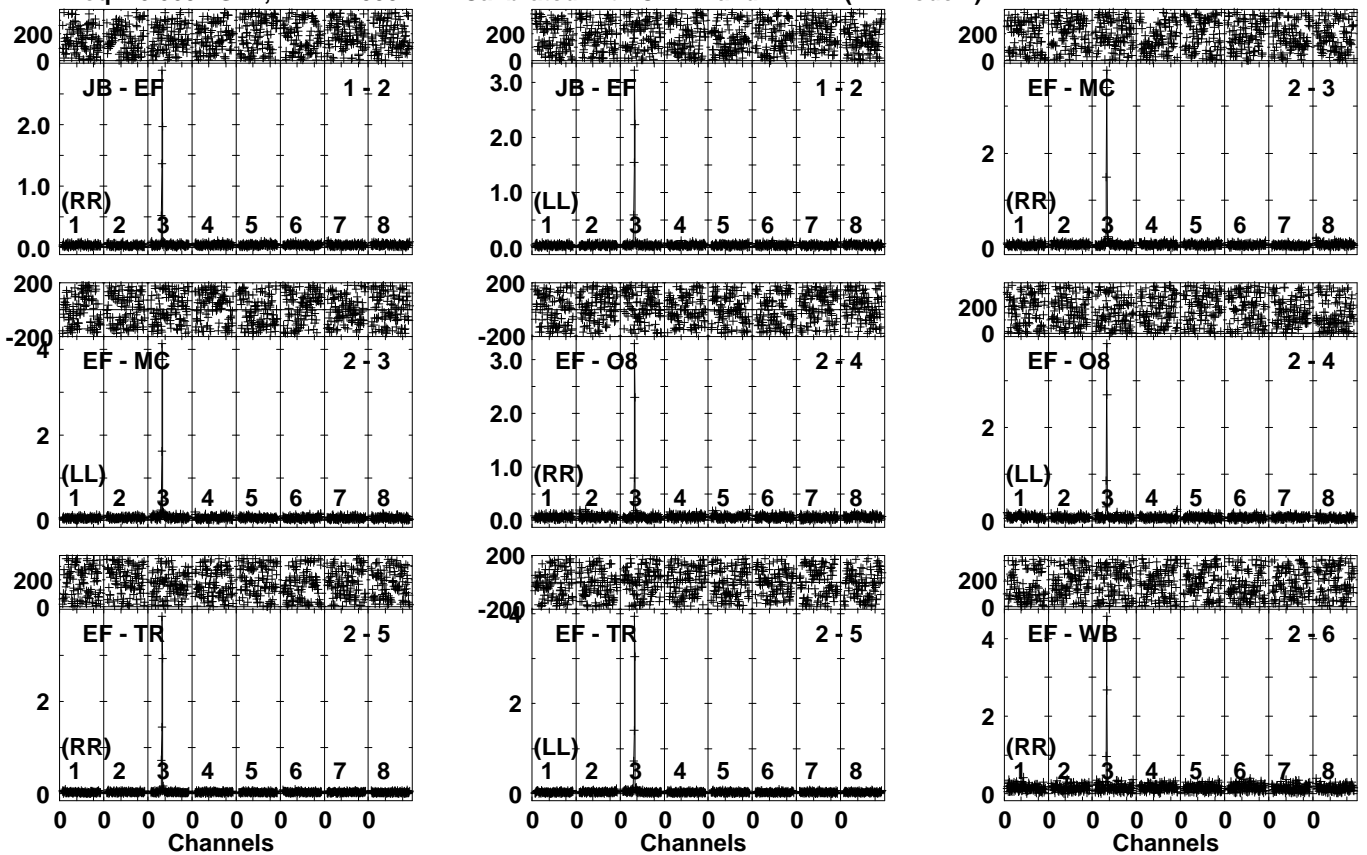 200 200 200
0 0 0
JB - EF 1 - 2 3.0 JB - EF 1 - 2 EF - MC 2 - 3
2.0 2.0 2
1.0 1.0
(RR) (LL) (RR)
1 2 3 4 5 6 7 8 1 2 3 4 5 6 7 8 1 2 3 4 5 6 7 8
0.0 0.0 0
200 200 200
-200 -200 0
4 EF - MC 2 - 3 3.0 EF - O8 2 - 4 EF - O8 2 - 4
2 2.0 2
1.0
(LL) (RR) (LL)
1 2 3 4 5 6 7 8 1 2 3 4 5 6 7 8 1 2 3 4 5 6 7 8
0 0.0 0
200 200 200
0 -200 0
4
EF - TR 2 - 5 EF - TR 2 - 5 4 EF - WB 2 - 6
2 2 2
(RR) (LL) (RR)
1 2 3 4 5 6 7 8 1 2 3 4 5 6 7 8 1 2 3 4 5 6 7 8
0 0 0
0 0 0 0 0 0 0 0 0 0 0 0 0 0 0 0 0 0 0 0 0 0 0 0
Channels Channels Channels